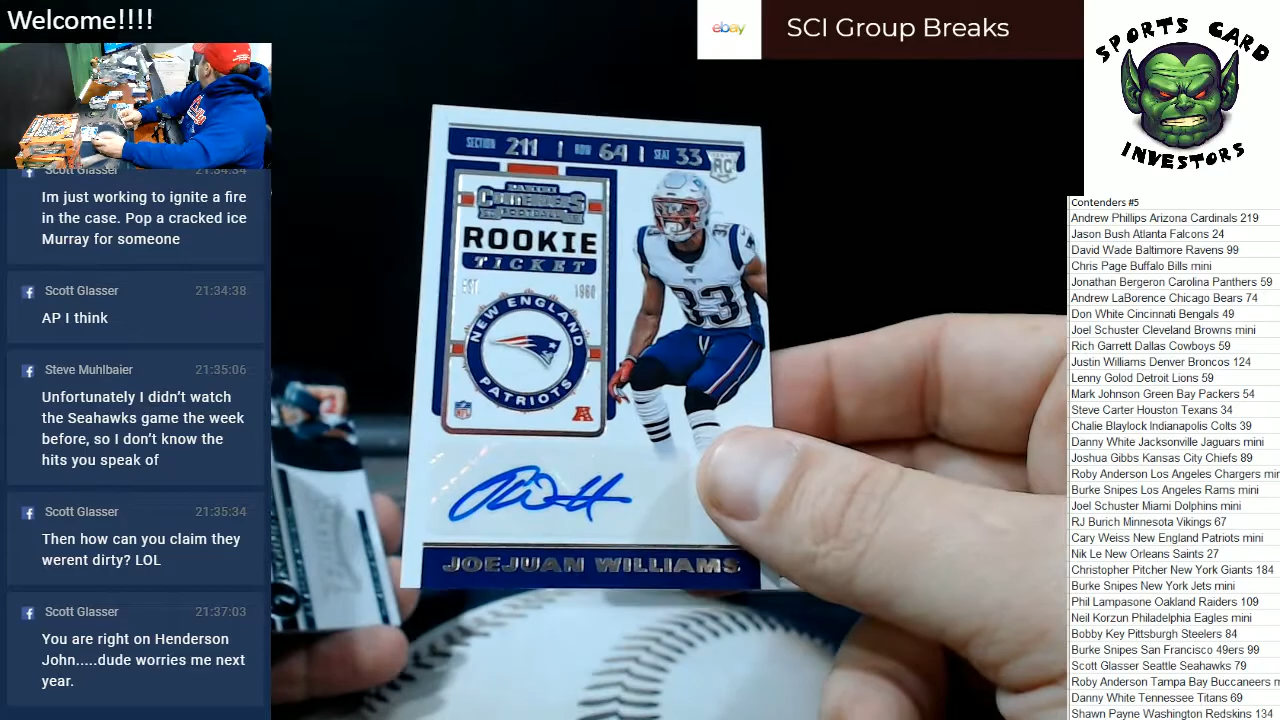 Welcome!!!!
ebay
SCI Group Breaks
SPORTS CARD
INVESTORS
Scott Glasser 21:34:34
Im just working to ignite a fire
in the case. Pop a cracked ice
Murray for someone
Scott Glasser 21:34:38
AP I think
Steve Muhlbaier 21:35:06
Unfortunately I didn't watch
the Seahawks game the week
before, so I don't know the
hits you speak of
Scott Glasser 21:35:34
Then how can you claim they
werent dirty? LOL
Scott Glasser 21:37:03
You are right on Henderson
John.....dude worries me next
year.
SECTION 211 | ROW 64 | SEAT 33
RC
PANINI
CONTENDERS
FOOTBALL
ROOKIE
TICKET
EST 1960
NEW ENGLAND
PATRIOTS
NFL
33
JOEJUAN WILLIAMS
Contenders #5
Andrew Phillips Arizona Cardinals 219
Jason Bush Atlanta Falcons 24
David Wade Baltimore Ravens 99
Chris Page Buffalo Bills mini
Jonathan Bergeron Carolina Panthers 59
Andrew LaBorence Chicago Bears 74
Don White Cincinnati Bengals 49
Joel Schuster Cleveland Browns mini
Rich Garrett Dallas Cowboys 59
Justin Williams Denver Broncos 124
Lenny Golod Detroit Lions 59
Mark Johnson Green Bay Packers 54
Steve Carter Houston Texans 34
Chalie Blaylock Indianapolis Colts 39
Danny White Jacksonville Jaguars mini
Joshua Gibbs Kansas City Chiefs 89
Roby Anderson Los Angeles Chargers mir
Burke Snipes Los Angeles Rams mini
Joel Schuster Miami Dolphins mini
RJ Burich Minnesota Vikings 67
Cary Weiss New England Patriots mini
Nik Le New Orleans Saints 27
Christopher Pitcher New York Giants 184
Burke Snipes New York Jets mini
Phil Lampasone Oakland Raiders 109
Neil Korzun Philadelphia Eagles mini
Bobby Key Pittsburgh Steelers 84
Burke Snipes San Francisco 49ers 99
Scott Glasser Seattle Seahawks 79
Roby Anderson Tampa Bay Buccaneers m
Danny White Tennessee Titans 69
Shawn Payne Washington Redskins 134